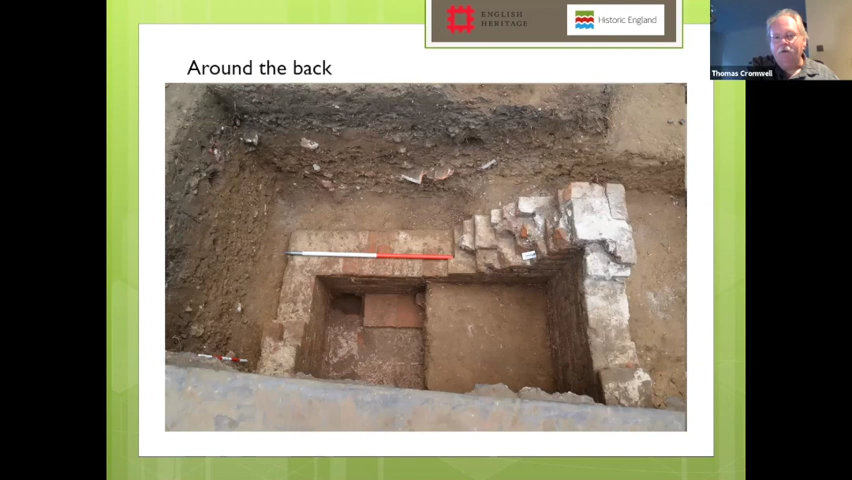 ENGLISH
HERITAGE
Historic England
Thomas Cromwell
Around the back